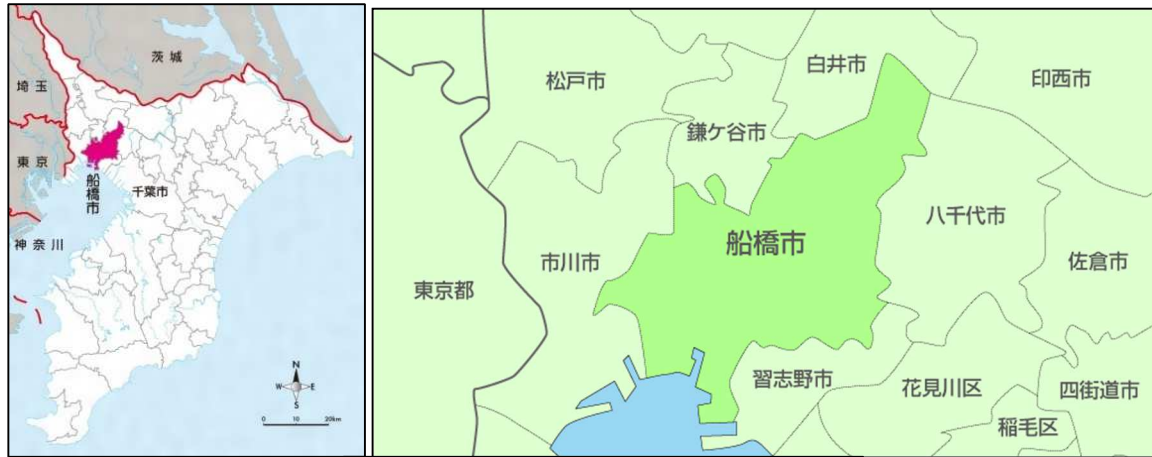 茨城
埼玉
東京
船橋市
千葉市
神奈川
N
W E
S
0 10 20km
松戸市
白井市
印西市
鎌ケ谷市
船橋市
八千代市
市川市
佐倉市
東京都
習志野市
花見川区
四街道市
稲毛区